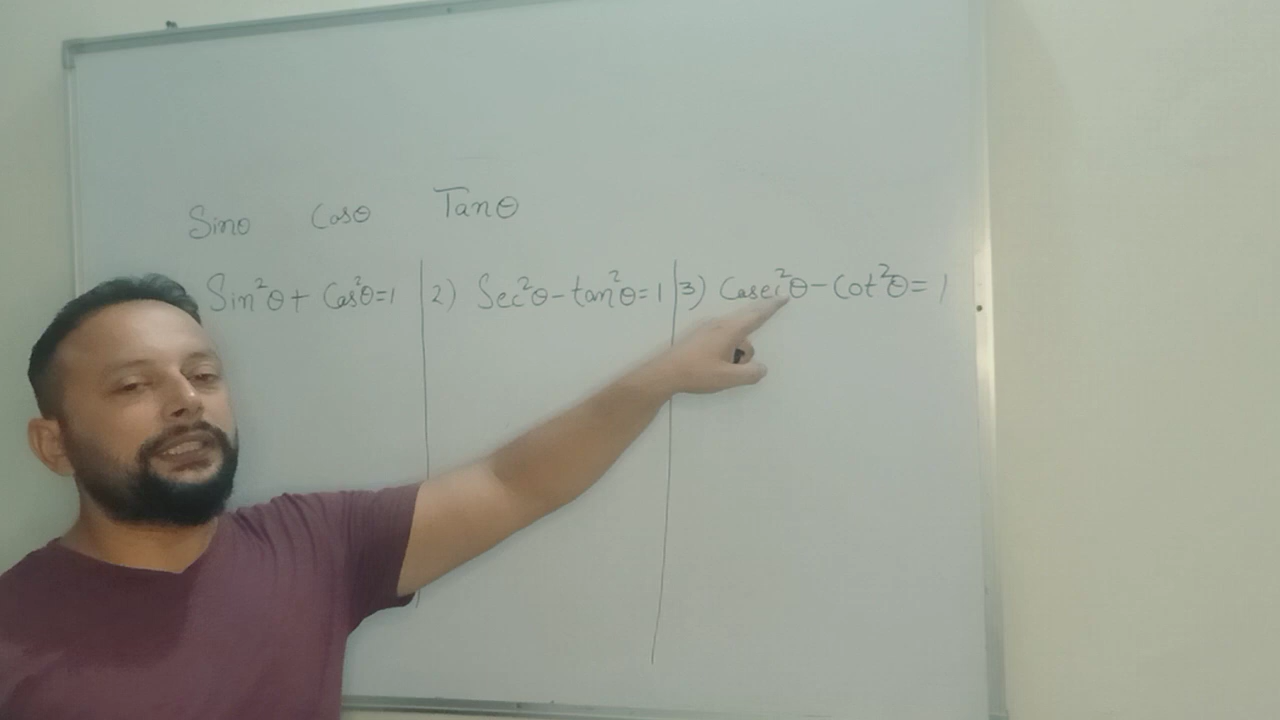 Sinθ Cosθ Tanθ
Sin²θ + Cos²θ=1 2) Sec²θ - tan²θ=1 3) Cosec²θ - Cot²θ = 1